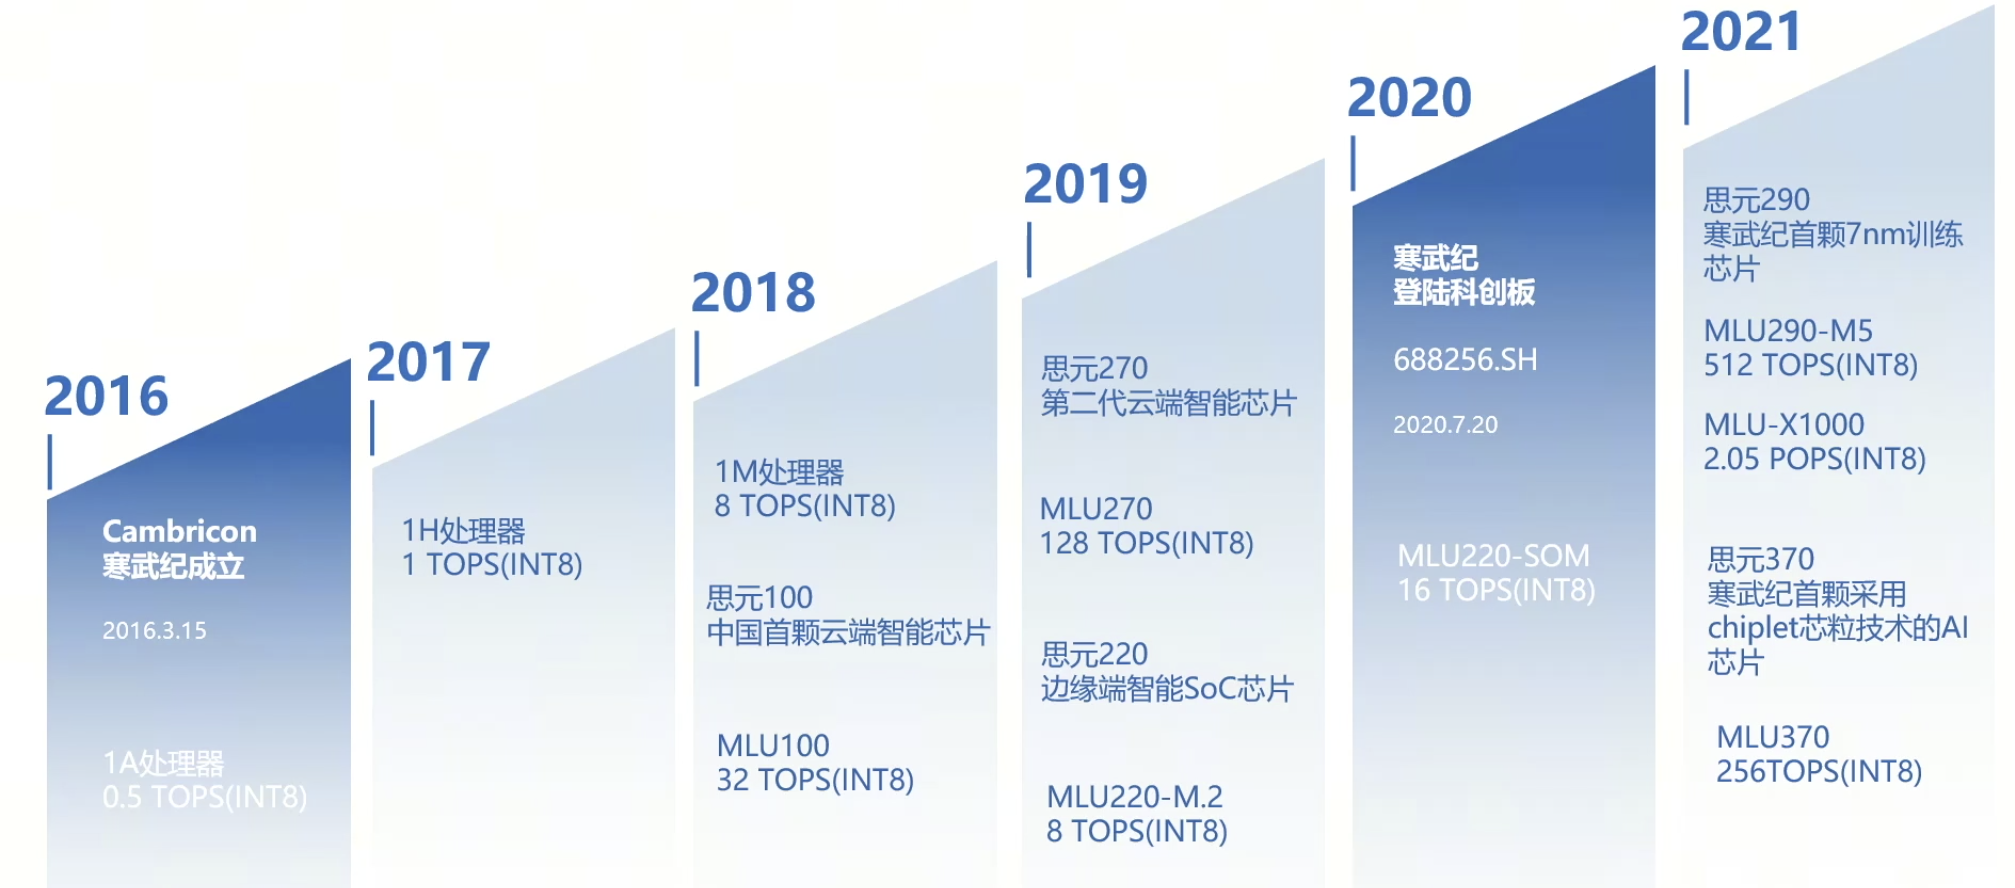 2016
Cambricon
寒武纪成立
2016.3.15
1A处理器
0.5 TOPS(INT8)
2017
1H处理器
1 TOPS(INT8)
2018
1M处理器
8 TOPS(INT8)
思元100
中国首颗云端智能芯片
MLU100
32 TOPS(INT8)
2019
思元270
第二代云端智能芯片
MLU270
128 TOPS(INT8)
思元220
边缘端智能SoC芯片
MLU220-M.2
8 TOPS(INT8)
2020
寒武纪
登陆科创板
688256.SH
2020.7.20
MLU220-SOM
16 TOPS(INT8)
2021
思元290
寒武纪首颗7nm训练
芯片
MLU290-M5
512 TOPS(INT8)
MLU-X1000
2.05 POPS(INT8)
思元370
寒武纪首颗采用
chiplet芯粒技术的AI
芯片
MLU370
256TOPS(INT8)